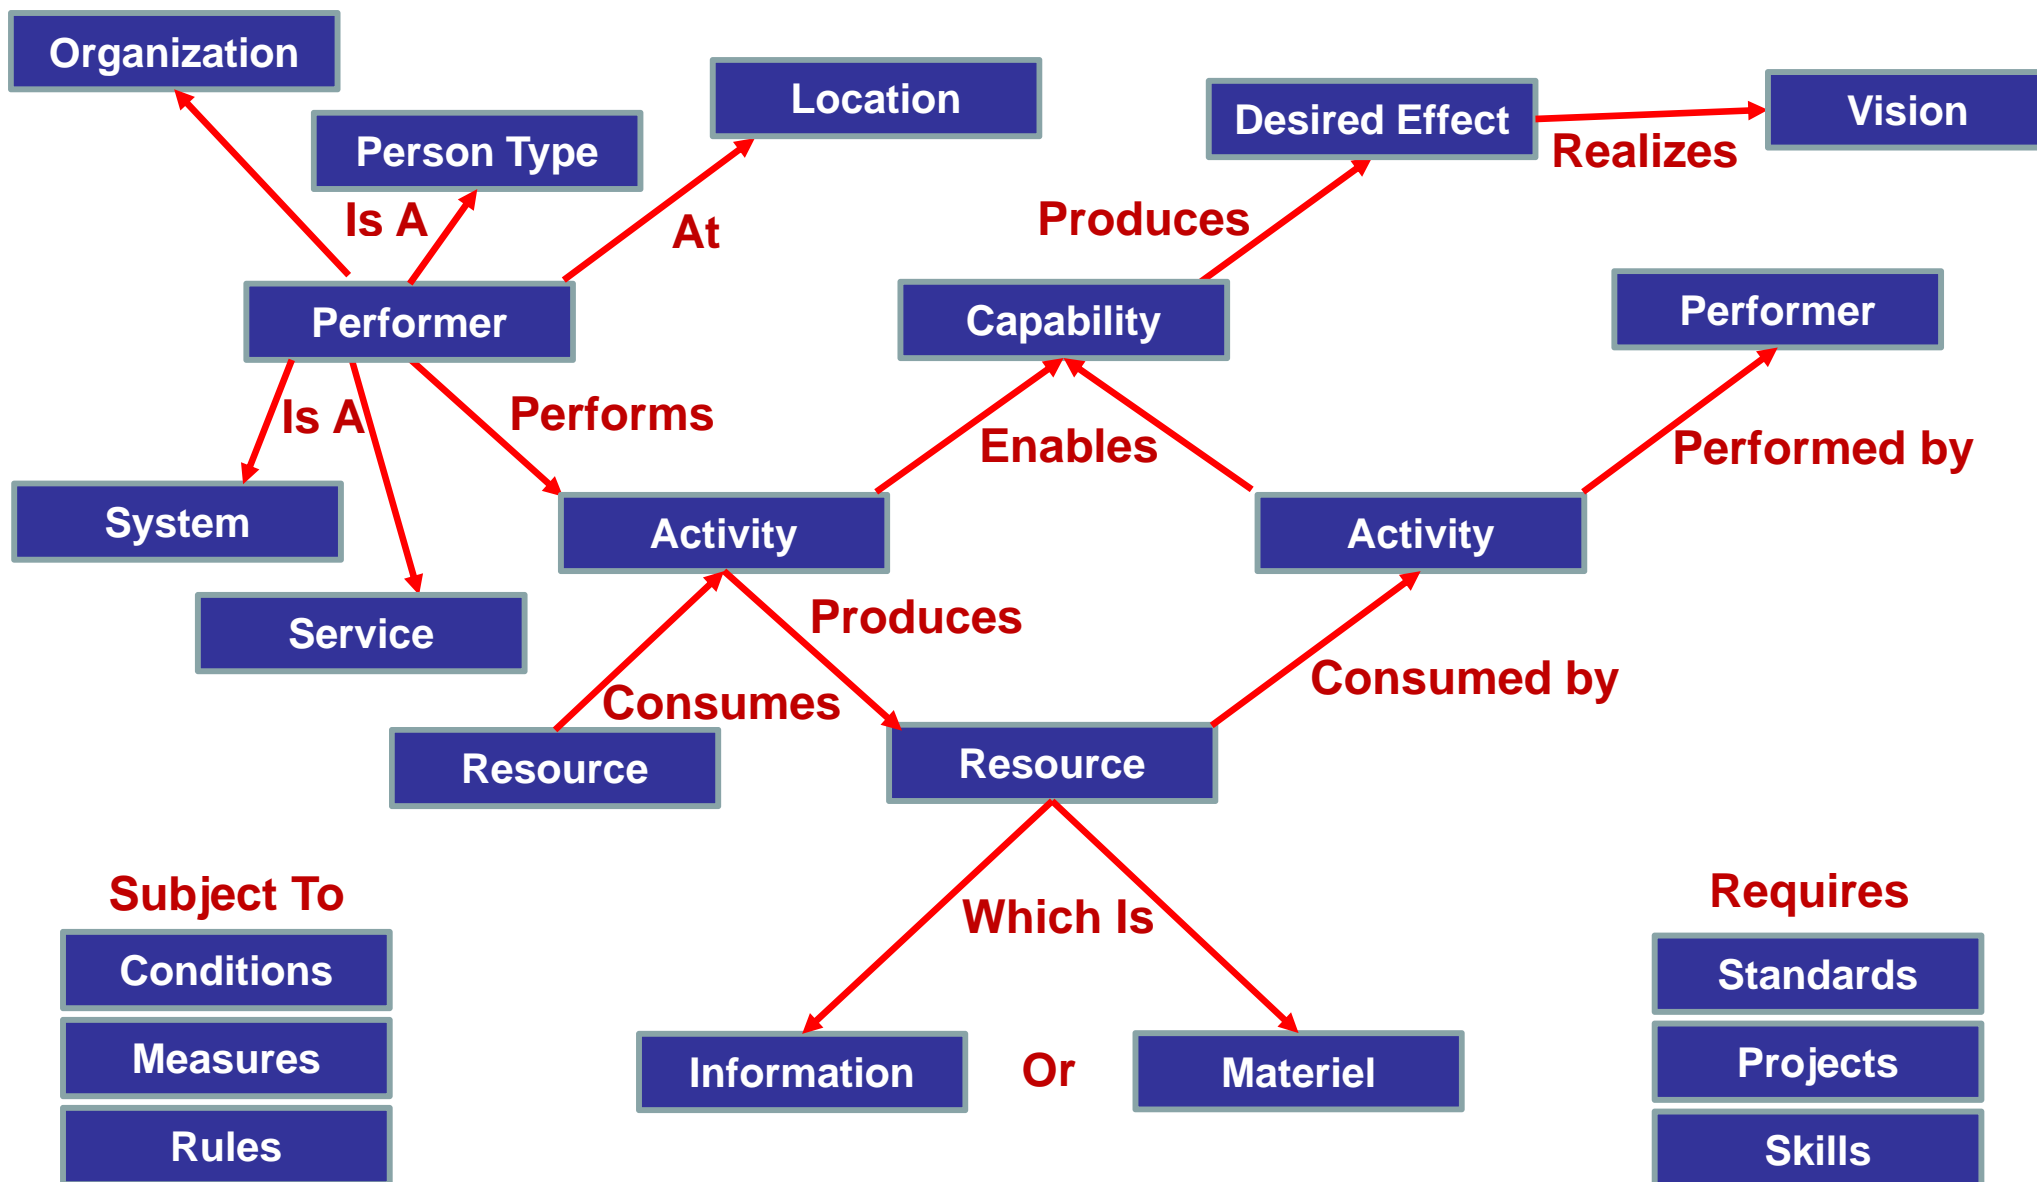 Organization
Location
Desired Effect
Vision
Person Type
Realizes
Is A
At
Produces
Performer
Capability
Performer
Is A
Performs
Enables
Performed by
System
Activity
Activity
Service
Produces
Consumes
Consumed by
Resource
Resource
Subject To
Which Is
Requires
Conditions
Standards
Measures
Information
Or
Materiel
Projects
Rules
Skills